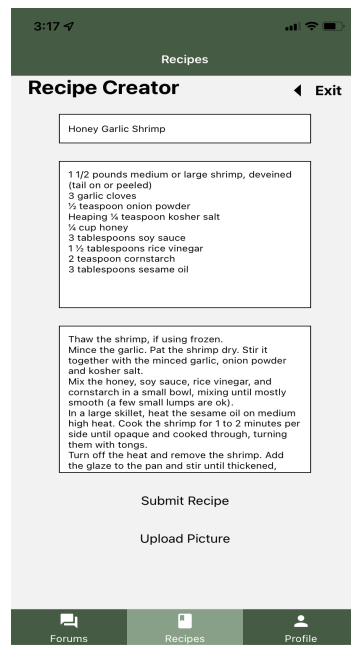 3:17
Recipes
Recipe Creator
Exit
Honey Garlic Shrimp
1 1/2 pounds medium or large shrimp, deveined
(tail on or peeled)
3 garlic cloves
½ teaspoon onion powder
Heaping ¼ teaspoon kosher salt
¼ cup honey
3 tablespoons soy sauce
1 ½ tablespoons rice vinegar
2 teaspoon cornstarch
3 tablespoons sesame oil
Thaw the shrimp, if using frozen.
Mince the garlic. Pat the shrimp dry. Stir it
together with the minced garlic, onion powder
and kosher salt.
Mix the honey, soy sauce, rice vinegar, and
cornstarch in a small bowl, mixing until mostly
smooth (a few small lumps are ok).
In a large skillet, heat the sesame oil on medium
high heat. Cook the shrimp for 1 to 2 minutes per
side until opaque and cooked through, turning
them with tongs.
Turn off the heat and remove the shrimp. Add
the glaze to the pan and stir until thickened,
Submit Recipe
Upload Picture
Forums
Recipes
Profile